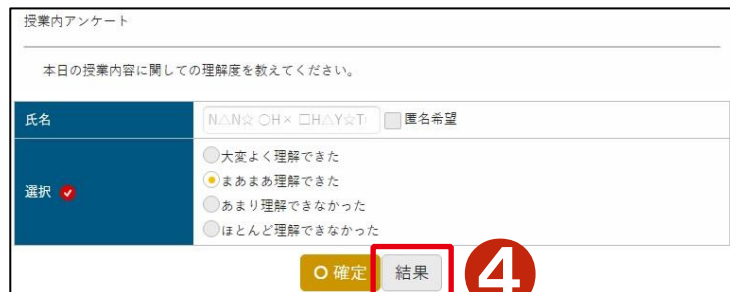 授業内アンケート
本日の授業内容に関しての理解度を教えてください。
氏名
N△N☆ ○H× □H△Y☆T
匿名希望
選択
大変よく理解できた
まあまあ理解できた
あまり理解できなかった
ほとんど理解できなかった
確定
結果
4